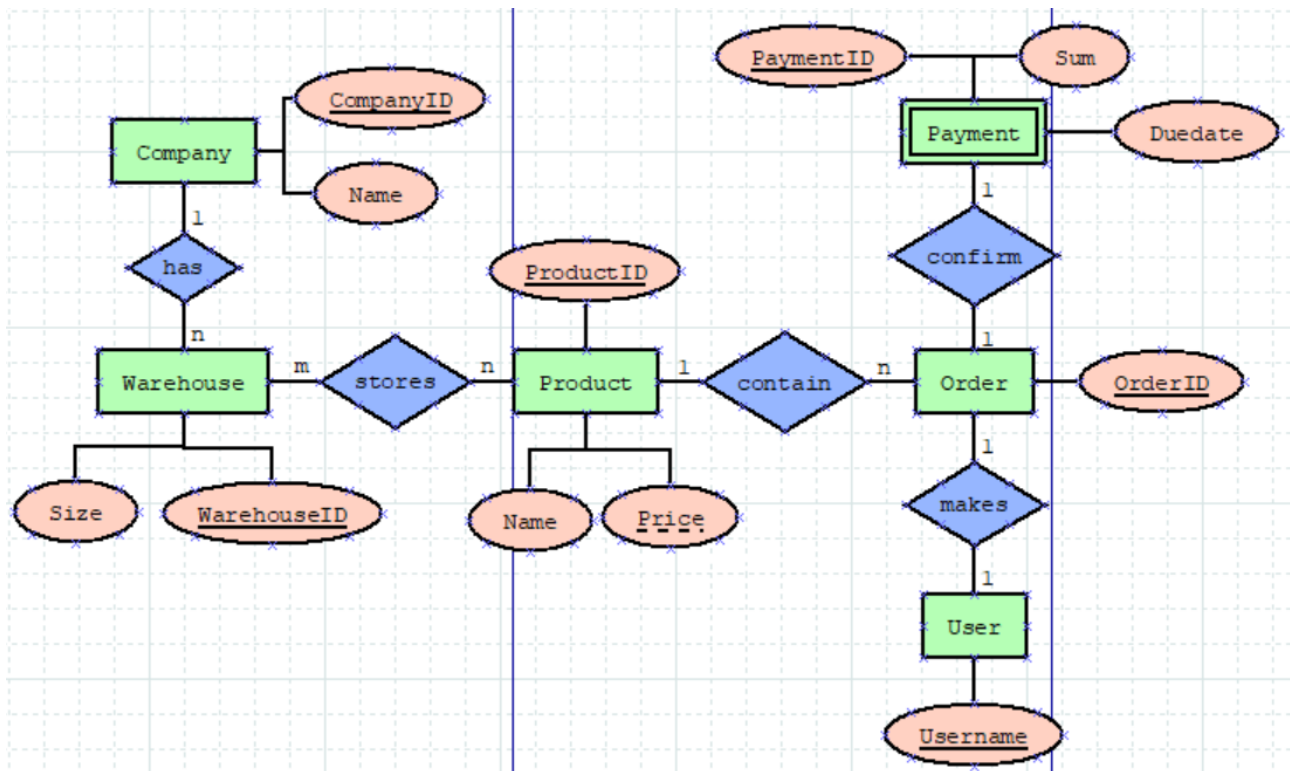 PaymentID
Sum
CompanyID
Payment
Duedate
Company
Name
1
1
has
ProductID
confirm
n
1
Warehouse
m
stores
n
Product
1
contain
n
Order
OrderID
1
Size
WarehouseID
Name
Price
makes
1
User
Username